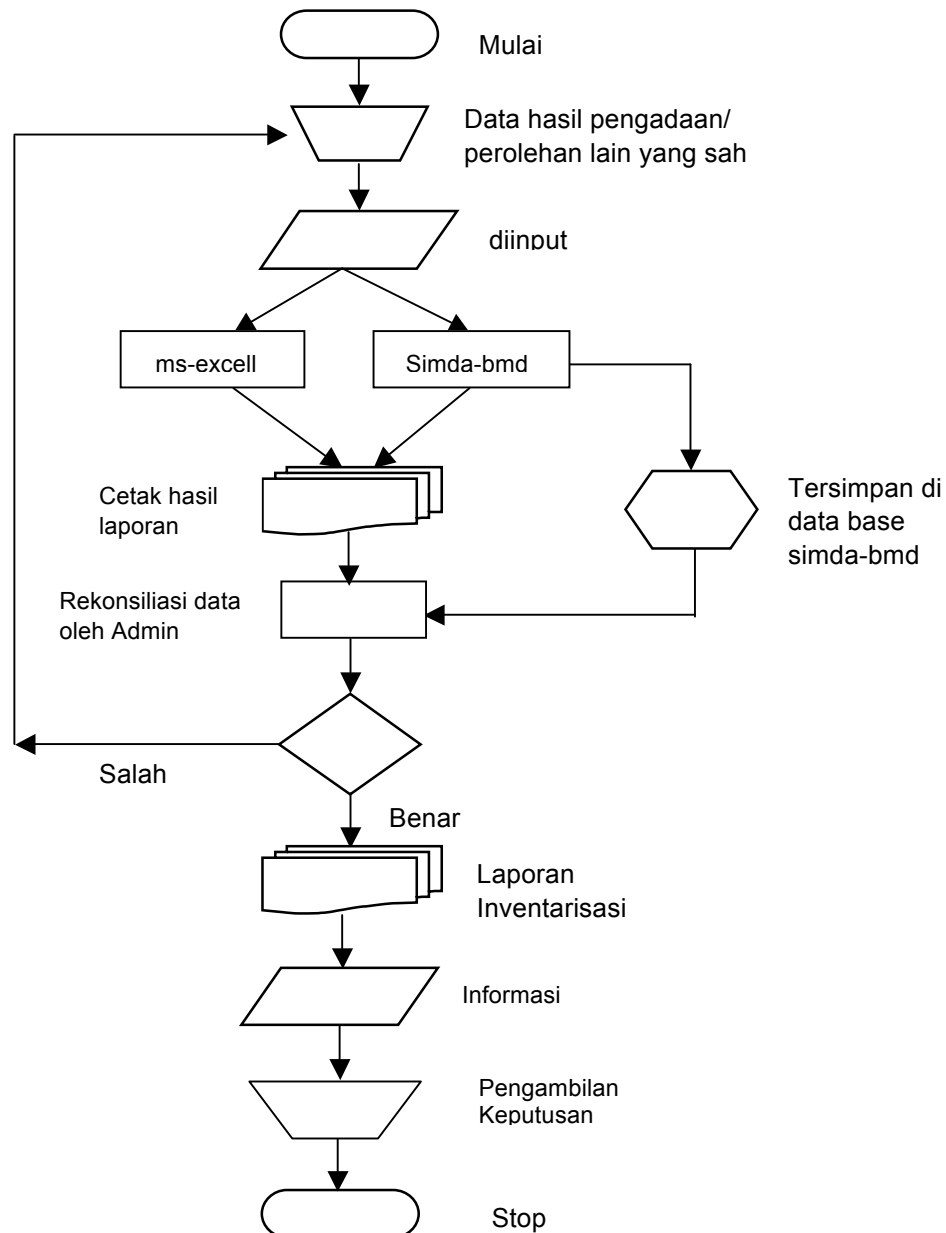 Mulai
Data hasil pengadaan/
perolehan lain yang sah
diinput
ms-excell
Simda-bmd
Cetak hasil
laporan
Tersimpan di
data base
simda-bmd
Rekonsiliasi data
oleh Admin
Salah
Benar
Laporan
Inventarisasi
Informasi
Pengambilan
Keputusan
Stop